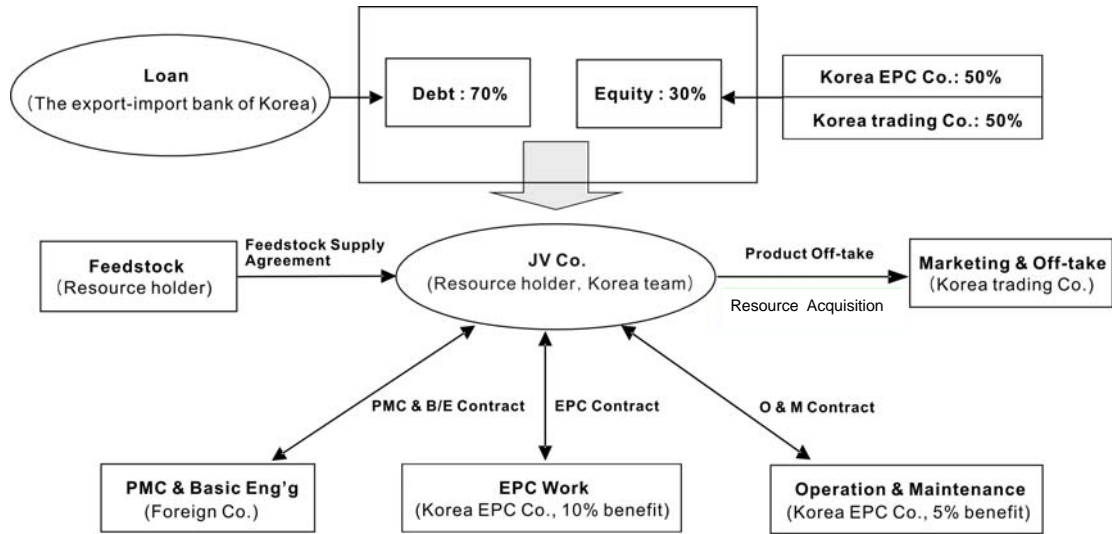 Loan
(The export-import bank of Korea)
Debt : 70%
Equity : 30%
Korea EPC Co.: 50%
Korea trading Co.: 50%
Feedstock
(Resource holder)
Feedstock Supply
Agreement
JV Co.
(Resource holder, Korea team)
Product Off-take
Resource Acquisition
Marketing & Off-take
(Korea trading Co.)
PMC & B/E Contract
EPC Contract
O & M Contract
PMC & Basic Eng'g
(Foreign Co.)
EPC Work
(Korea EPC Co., 10% benefit)
Operation & Maintenance
(Korea EPC Co., 5% benefit)